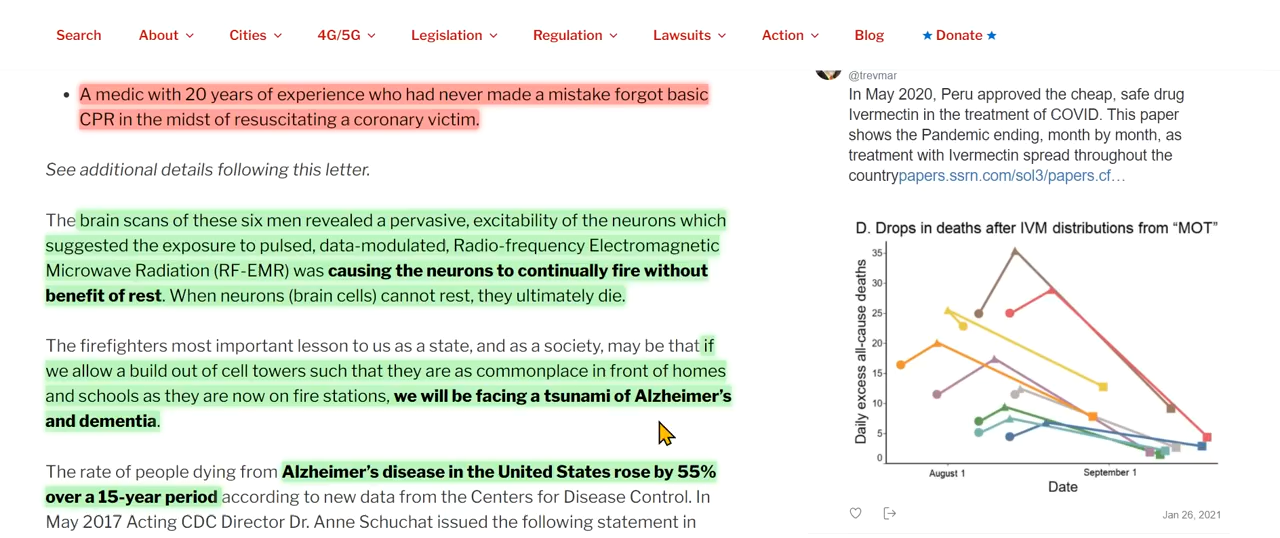 Search About Cities 4G/5G Legislation Regulation Lawsuits Action Blog ★ Donate ★
• A medic with 20 years of experience who had never made a mistake forgot basic
CPR in the midst of resuscitating a coronary victim.
See additional details following this letter.
The brain scans of these six men revealed a pervasive, excitability of the neurons which
suggested the exposure to pulsed, data-modulated, Radio-frequency Electromagnetic
Microwave Radiation (RF-EMR) was causing the neurons to continually fire without
benefit of rest. When neurons (brain cells) cannot rest, they ultimately die.
The firefighters most important lesson to us as a state, and as a society, may be that if
we allow a build out of cell towers such that they are as commonplace in front of homes
and schools as they are now on fire stations, we will be facing a tsunami of Alzheimer's
and dementia.
The rate of people dying from Alzheimer's disease in the United States rose by 55%
over a 15-year period according to new data from the Centers for Disease Control. In
May 2017 Acting CDC Director Dr. Anne Schuchat issued the following statement in
@trevmar
In May 2020, Peru approved the cheap, safe drug
Ivermectin in the treatment of COVID. This paper
shows the Pandemic ending, month by month, as
treatment with Ivermectin spread throughout the
countrypapers.ssrn.com/sol3/papers.cf…
D. Drops in deaths after IVM distributions from “MOT”
Daily excess all-cause deaths
35
30
25
20
15
10
5
0
August 1 September 1
Date
Jan 26, 2021